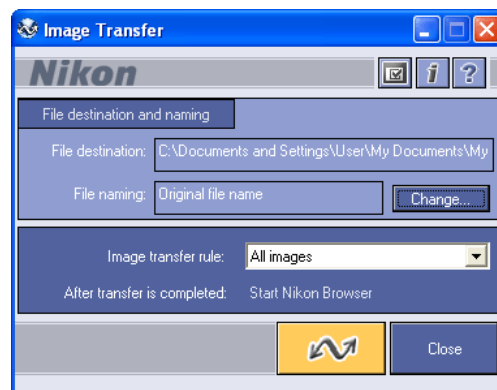 Image Transfer
Nikon
File destination and naming
File destination: C:\Documents and Settings\User\My Documents\My
File naming: Original file name Change...
Image transfer rule: All images
After transfer is completed: Start Nikon Browser
Close